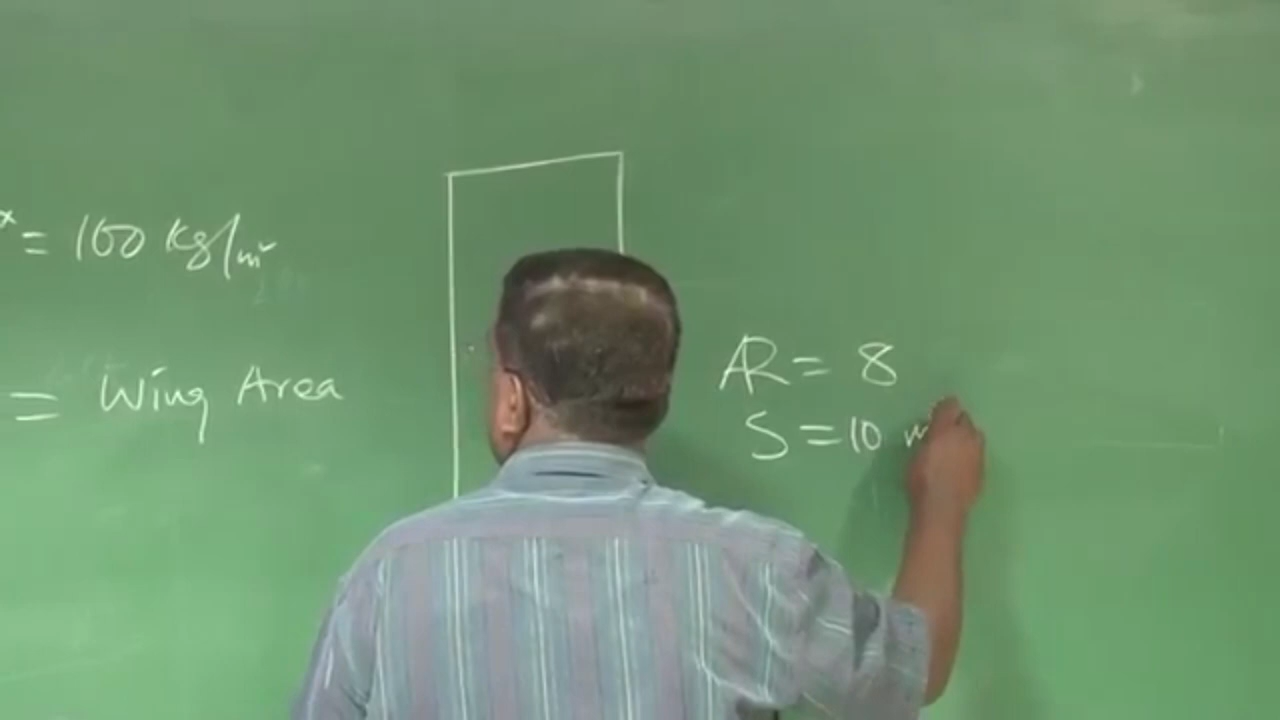 = 100 kg/m²
= Wing Area
AR = 8
S = 10 m